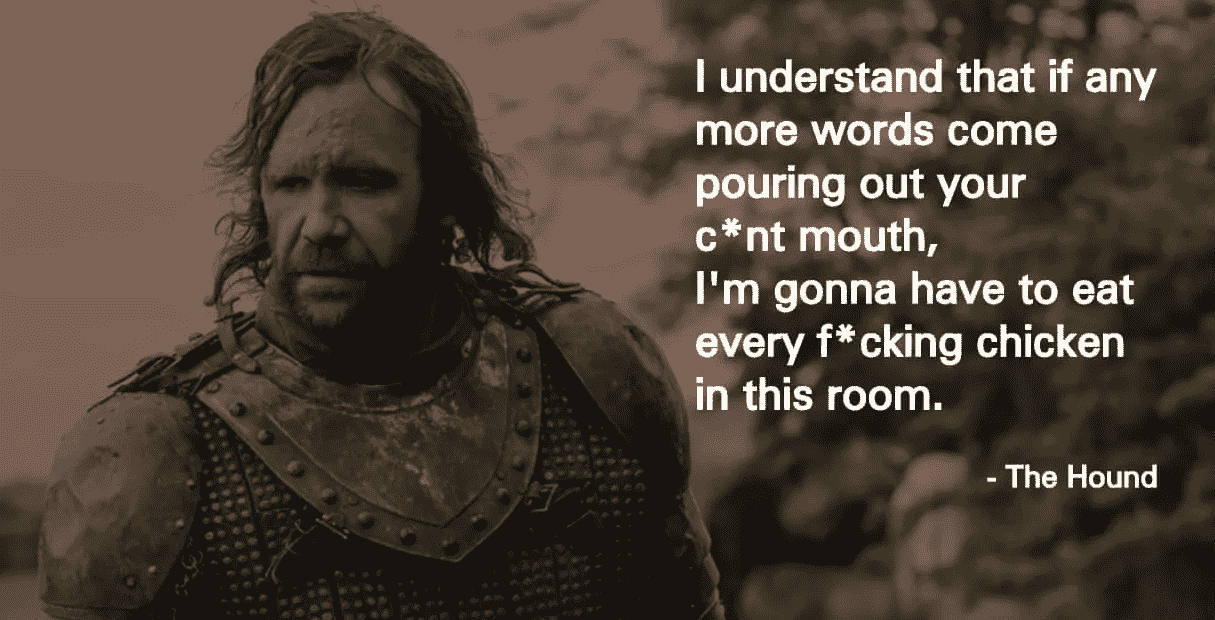 I understand that if any
more words come
pouring out your
c*nt mouth,
I'm gonna have to eat
every f*cking chicken
in this room.
- The Hound